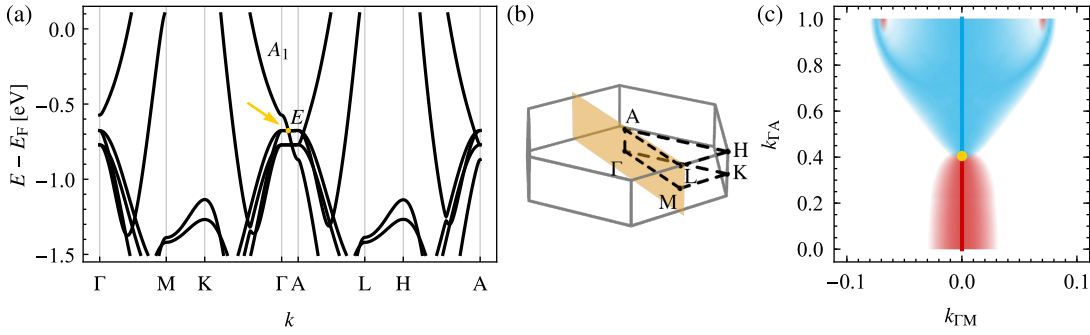 (a)
E − E_F [eV]
0.0
−0.5
−1.0
−1.5
A₁
E
Γ M K Γ A L H A
k
(b)
A
H
Γ
L
K
M
(c)
k_ΓA
1.0
0.8
0.6
0.4
0.2
0.0
−0.1 0.0 0.1
k_ΓM